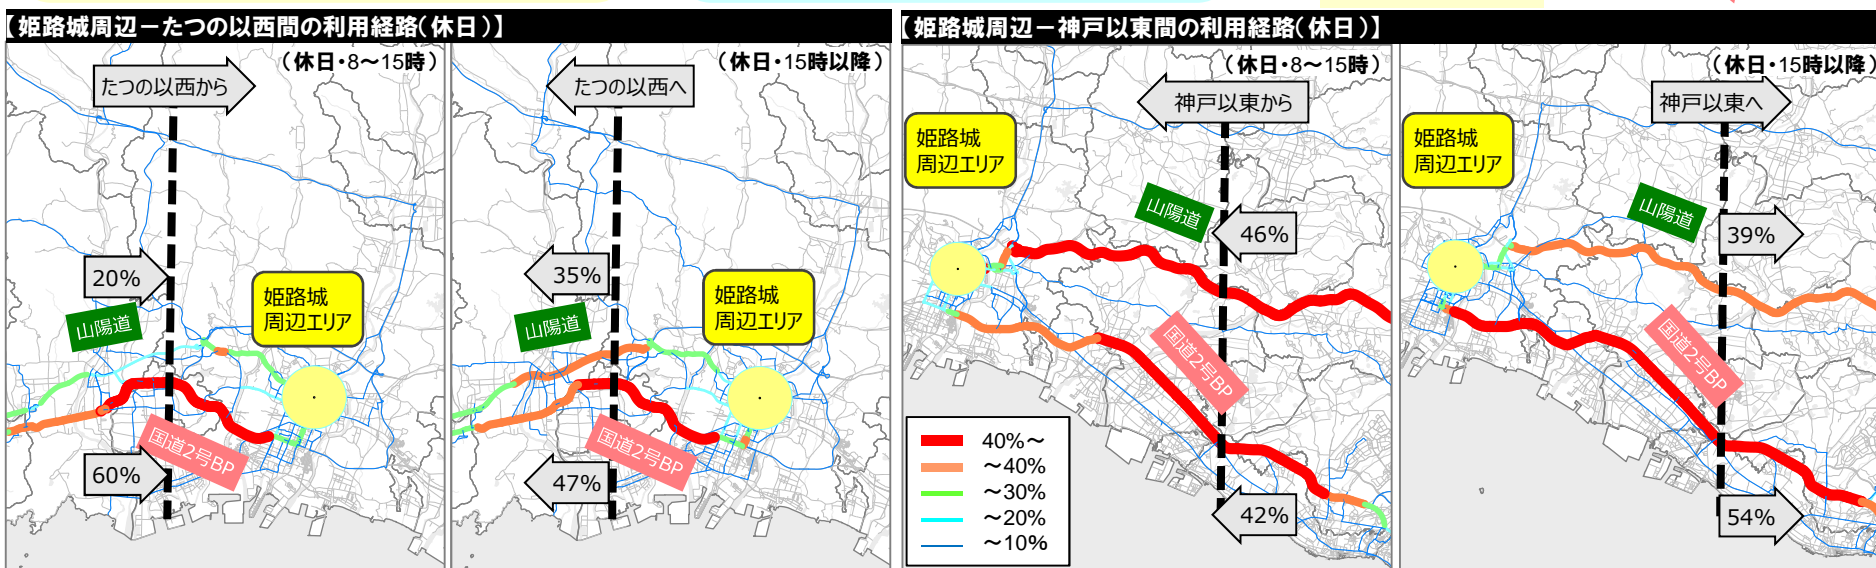 【姫路城周辺－たつの以西間の利用経路(休日)】
(休日・8～15時)
たつの以西から
20%
山陽道
姫路城
周辺エリア
国道2号BP
60%
(休日・15時以降)
たつの以西へ
35%
山陽道
姫路城
周辺エリア
国道2号BP
47%
【姫路城周辺－神戸以東間の利用経路(休日)】
(休日・8～15時)
神戸以東から
姫路城
周辺エリア
山陽道
46%
国道2号BP
42%
40%～
～40%
～30%
～20%
～10%
(休日・15時以降)
神戸以東へ
姫路城
周辺エリア
山陽道
39%
国道2号BP
54%